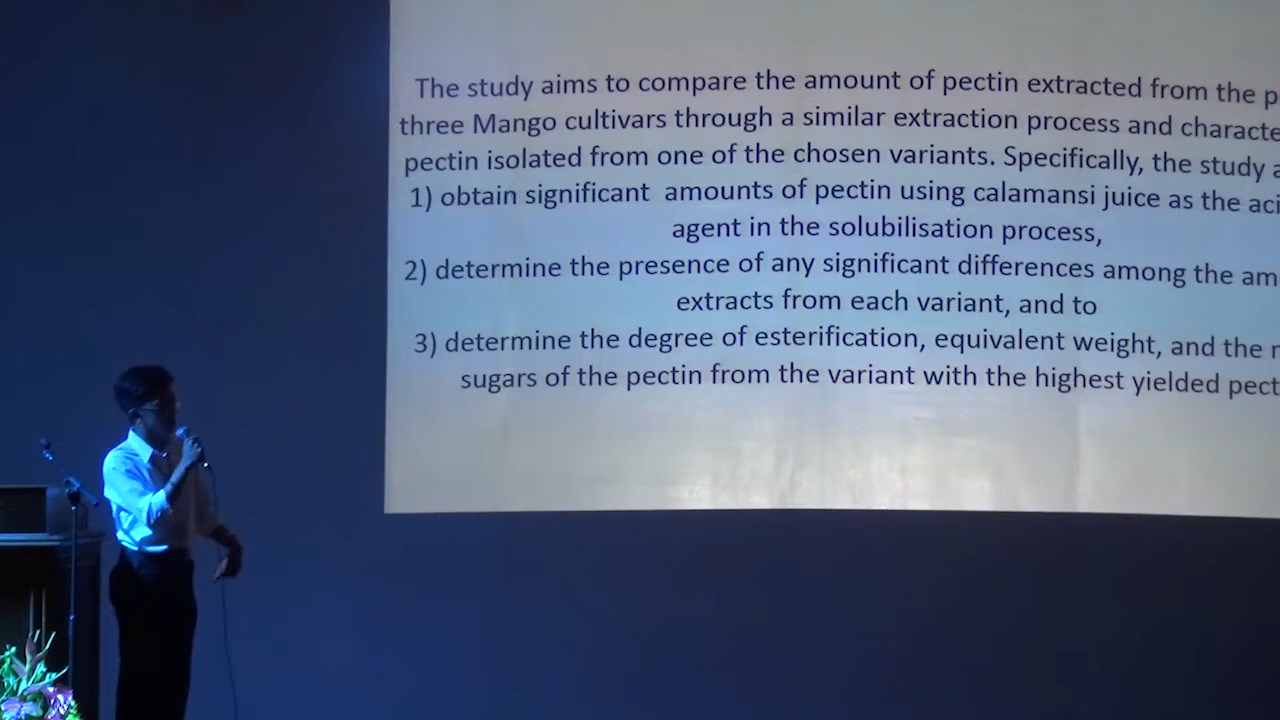 The study aims to compare the amount of pectin extracted from the
three Mango cultivars through a similar extraction process and
pectin isolated from one of the chosen variants. Specifically, the study
1) obtain significant amounts of pectin using calamansi juice as the
agent in the solubilisation process,
2) determine the presence of any significant differences among the
extracts from each variant, and to
3) determine the degree of esterification, equivalent weight, and the
sugars of the pectin from the variant with the highest yielded